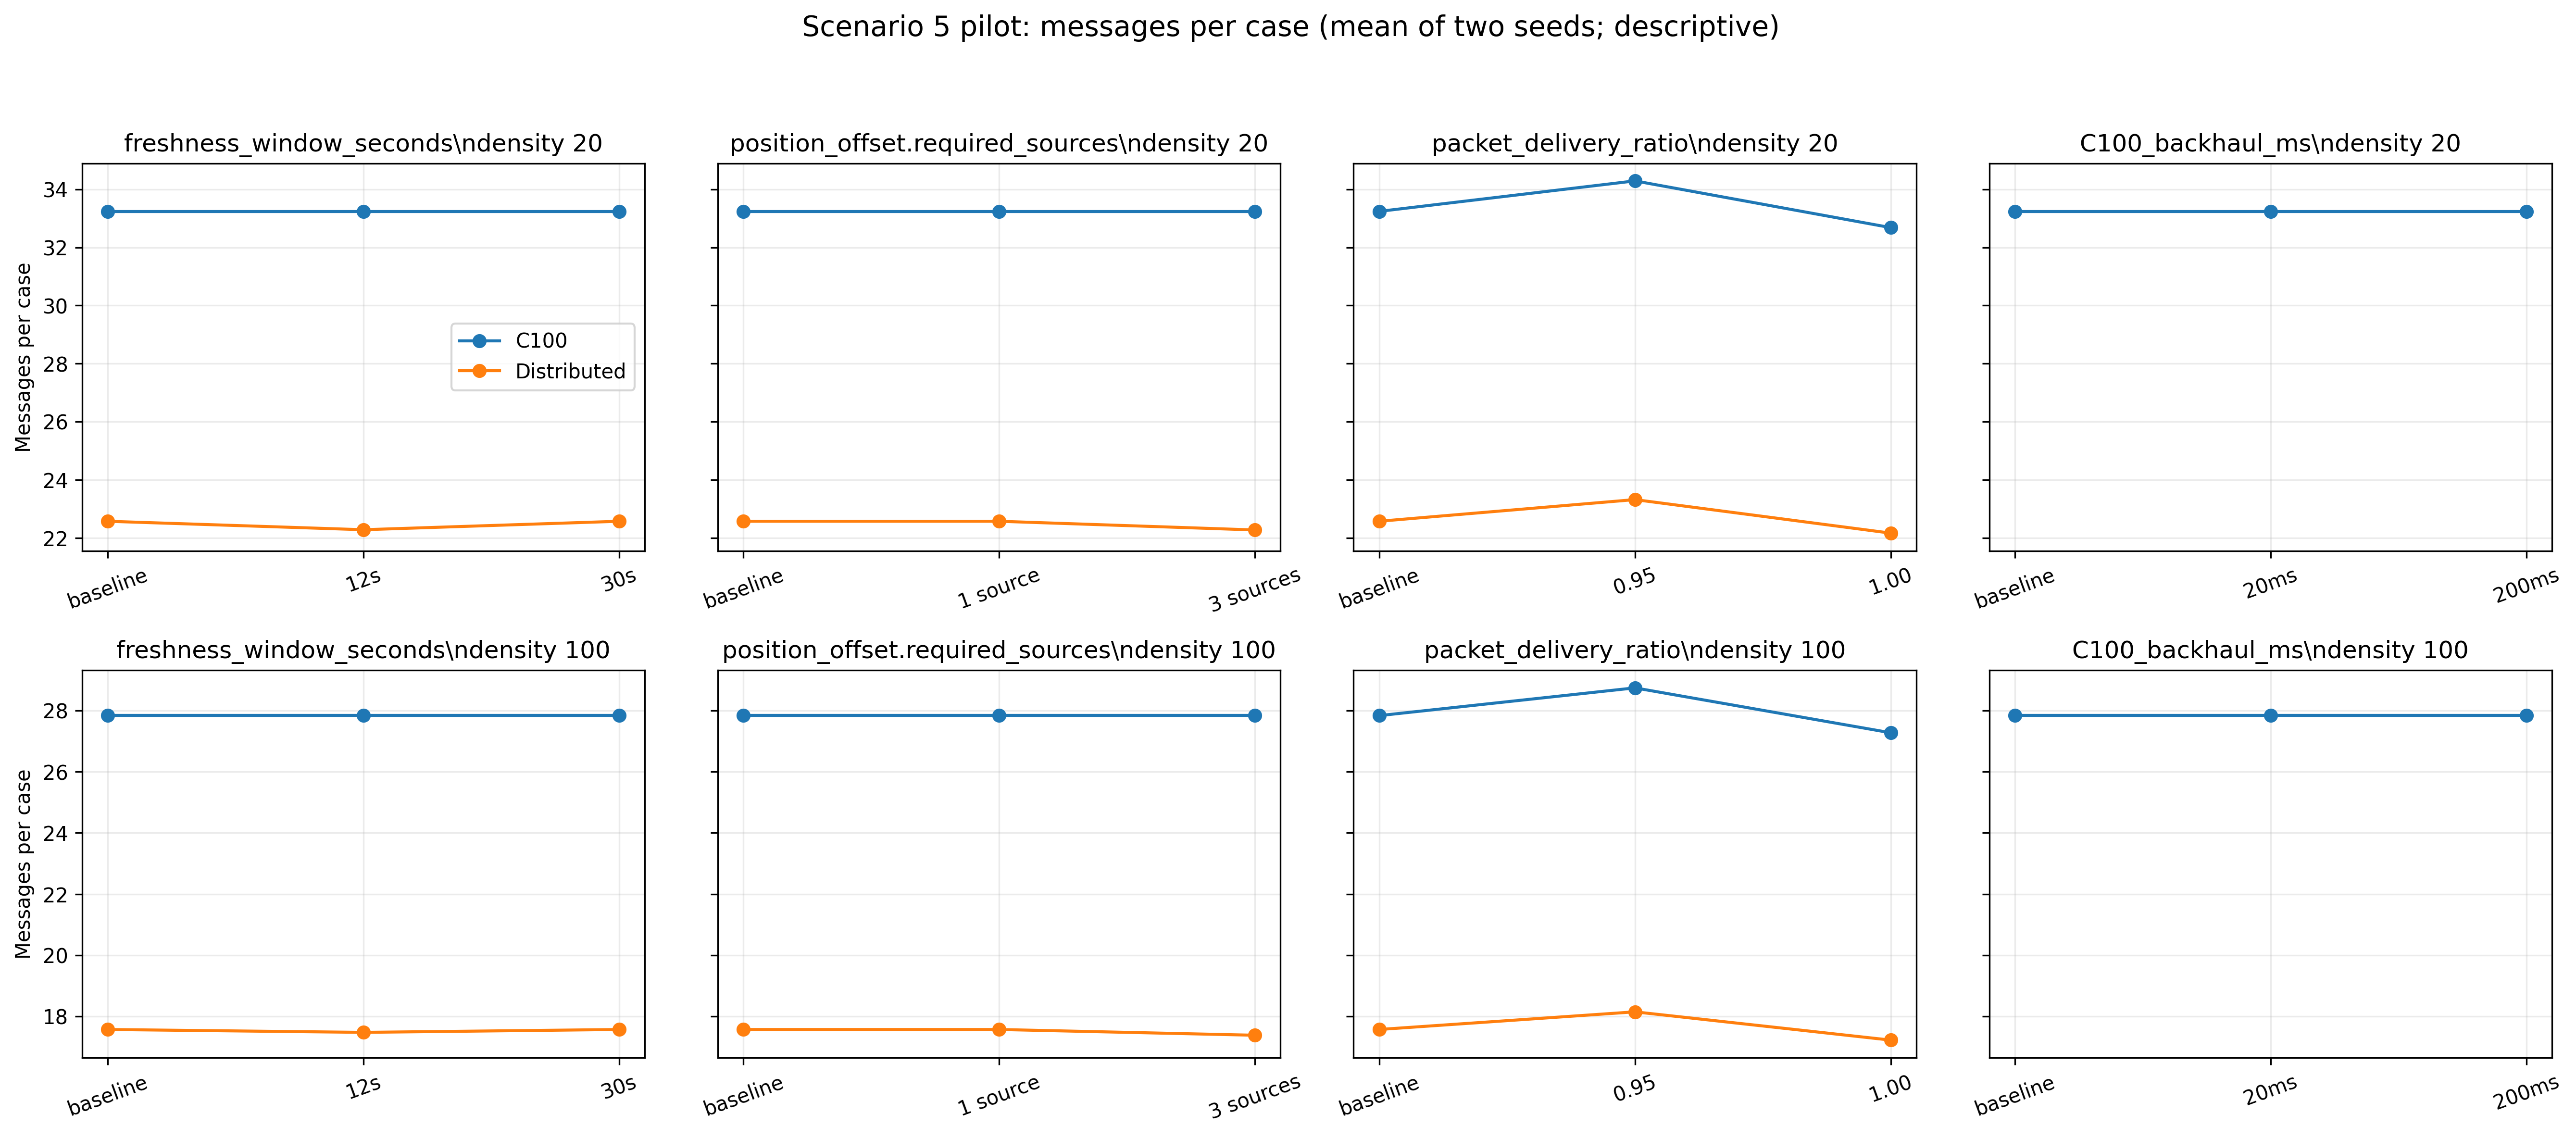 Scenario 5 pilot: messages per case (mean of two seeds; descriptive)
freshness_window_seconds\ndensity 20
position_offset.required_sources\ndensity 20
packet_delivery_ratio\ndensity 20
C100_backhaul_ms\ndensity 20
Messages per case
34
32
30
28
26
24
22
C100
Distributed
baseline
12s
30s
baseline
1 source
3 sources
baseline
0.95
1.00
baseline
20ms
200ms
freshness_window_seconds\ndensity 100
position_offset.required_sources\ndensity 100
packet_delivery_ratio\ndensity 100
C100_backhaul_ms\ndensity 100
Messages per case
28
26
24
22
20
18
baseline
12s
30s
baseline
1 source
3 sources
baseline
0.95
1.00
baseline
20ms
200ms